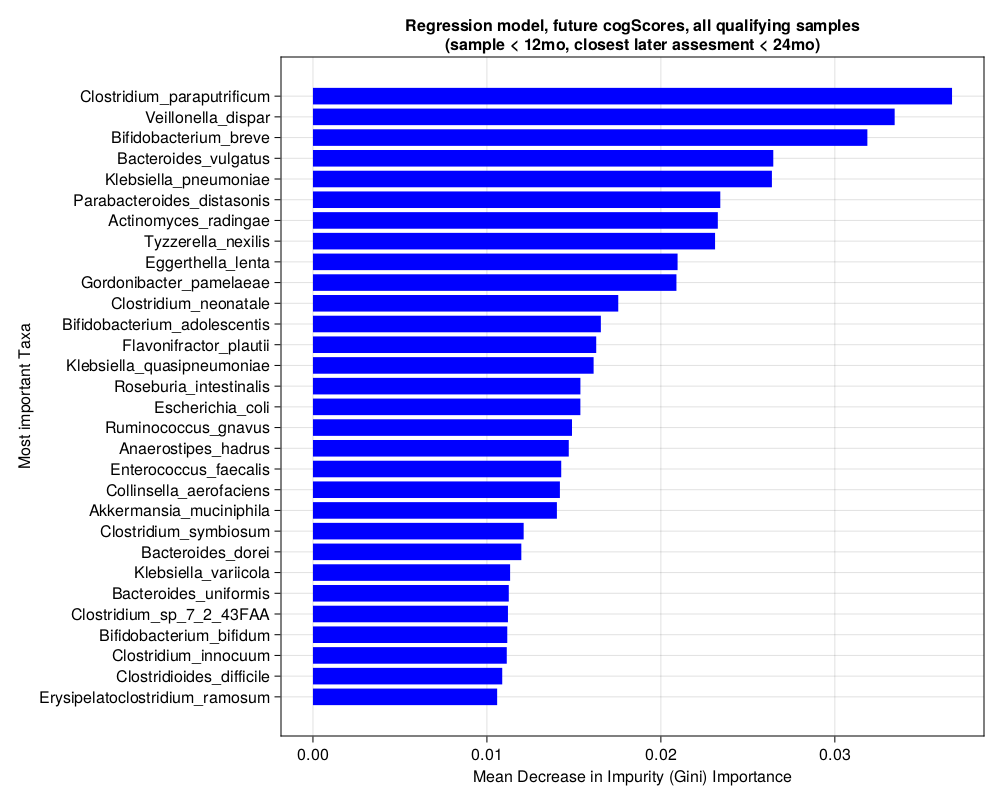 Regression model, future cogScores, all qualifying samples
(sample < 12mo, closest later assesment < 24mo)
Most important Taxa
Clostridium_paraputrificum
Veillonella_dispar
Bifidobacterium_breve
Bacteroides_vulgatus
Klebsiella_pneumoniae
Parabacteroides_distasonis
Actinomyces_radingae
Tyzzerella_nexilis
Eggerthella_lenta
Gordonibacter_pamelaeae
Clostridium_neonatale
Bifidobacterium_adolescentis
Flavonifractor_plautii
Klebsiella_quasipneumoniae
Roseburia_intestinalis
Escherichia_coli
Ruminococcus_gnavus
Anaerostipes_hadrus
Enterococcus_faecalis
Collinsella_aerofaciens
Akkermansia_muciniphila
Clostridium_symbiosum
Bacteroides_dorei
Klebsiella_variicola
Bacteroides_uniformis
Clostridium_sp_7_2_43FAA
Bifidobacterium_bifidum
Clostridium_innocuum
Clostridioides_difficile
Erysipelatoclostridium_ramosum
0.00 0.01 0.02 0.03
Mean Decrease in Impurity (Gini) Importance